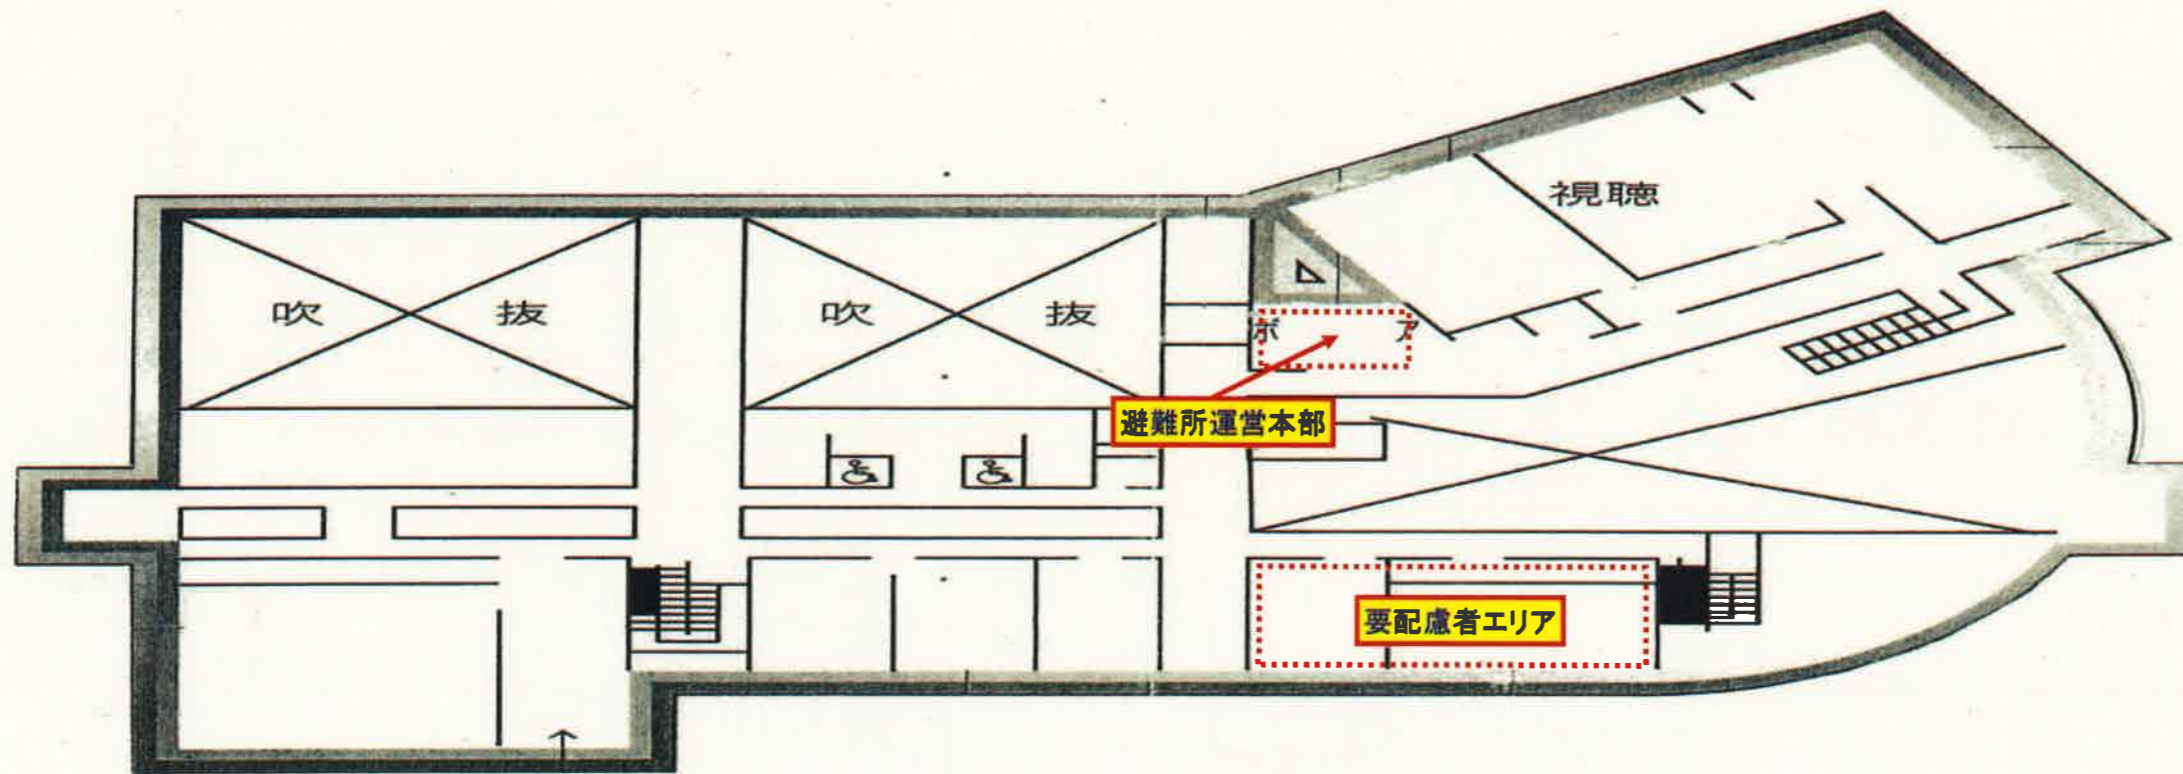 視聴
吹 抜
吹 抜
ボ ア
避難所運営本部
要配慮者エリア